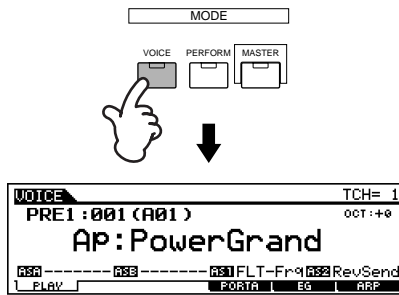 MODE
VOICE PERFORM MASTER
VOICE TCH= 1
PRE1:001(A01) OCT:+0
AP:PowerGrand
ASA------- ASB------- AS1 FLT-Frq AS2 RevSend
PLAY PORTA EG ARP